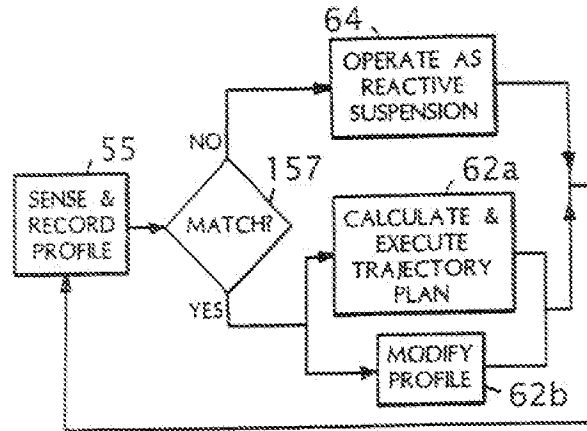 64
OPERATE AS
REACTIVE
SUSPENSION
55
SENSE &
RECORD
PROFILE
NO
157
MATCH?
YES
62a
CALCULATE &
EXECUTE
TRAJECTORY
PLAN
MODIFY
PROFILE
62b